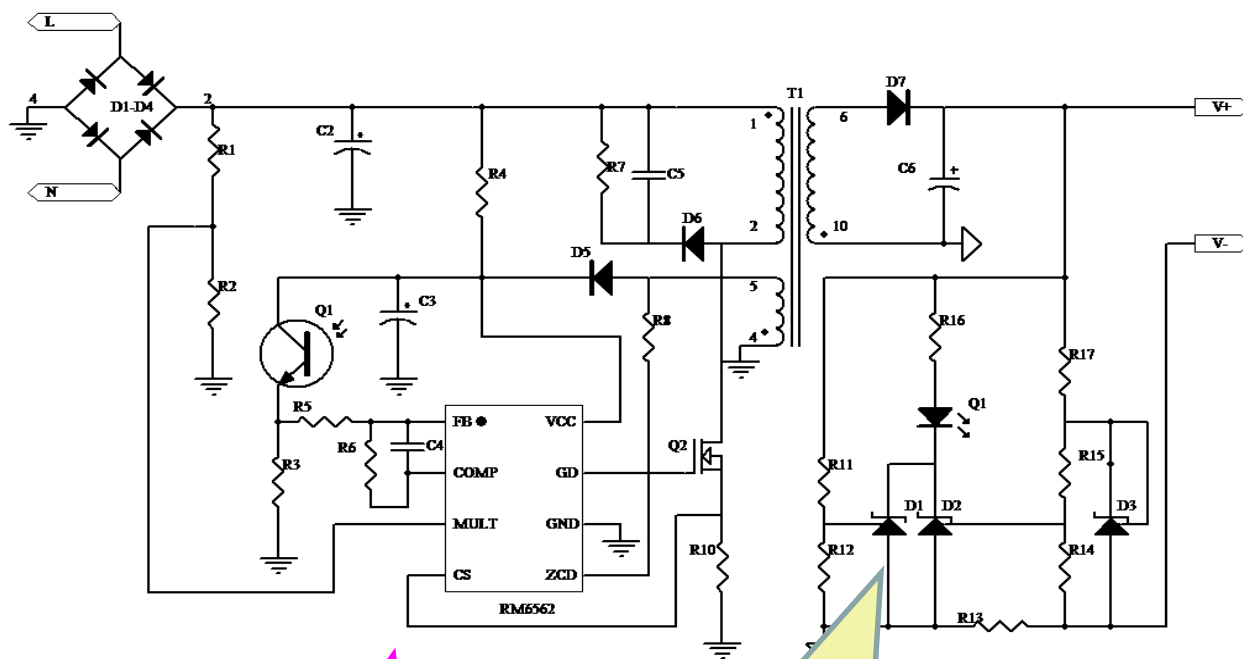 L
D7
T1
4
D1-D4
2
1
6
V+
C2
R1
R4
R7
C5
C6
N
D6
2
10
V-
D5
5
R2
Q1
C3
4
R16
R17
R5
FB
VCC
Q1
R6
C4
Q2
R3
COMP
GD
R11
R15
D1
D2
D3
MULT
GND
R10
R12
R14
CS
ZCD
RM6562
R13